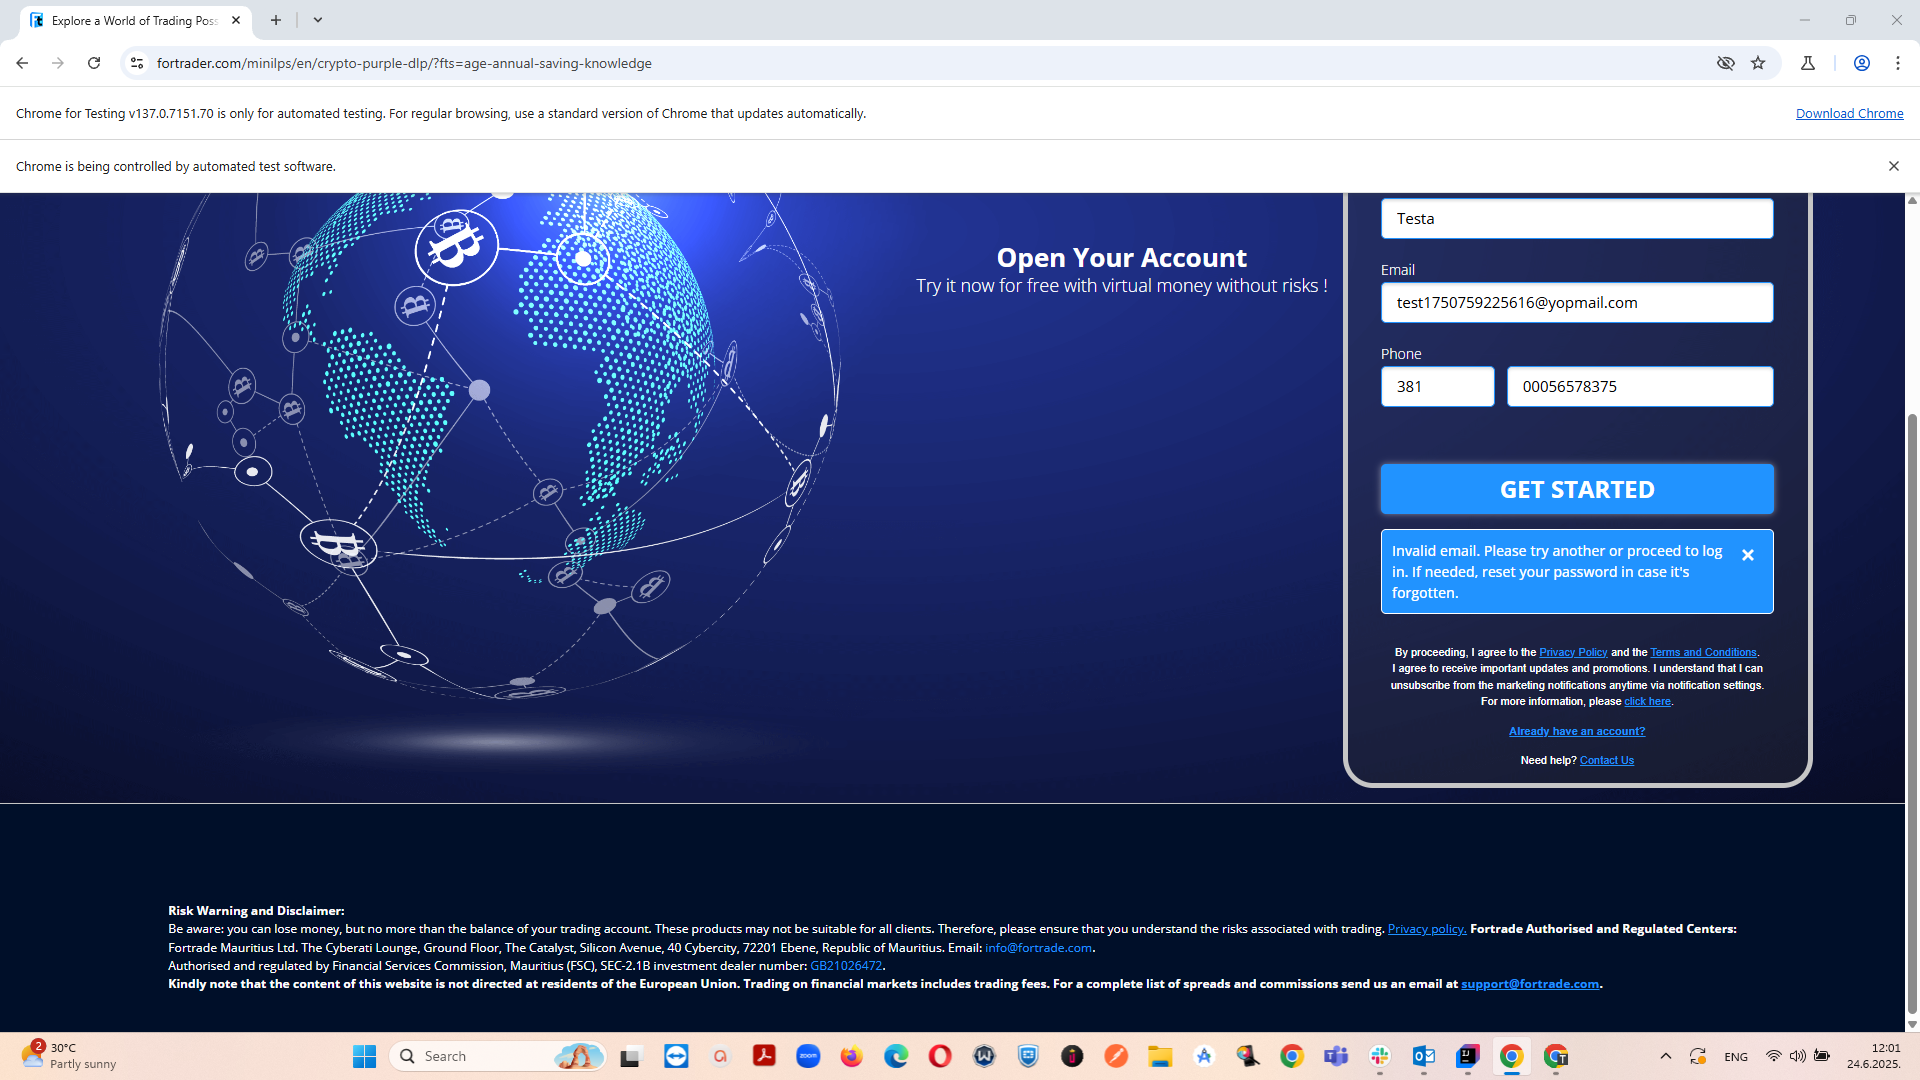 Explore a World of Trading Poss
fortrader.com/minilps/en/crypto-purple-dlp/?fts=age-annual-saving-knowledge
Chrome for Testing v137.0.7151.70 is only for automated testing. For regular browsing, use a standard version of Chrome that updates automatically.
Download Chrome
Chrome is being controlled by automated test software.
Open Your Account
Try it now for free with virtual money without risks !
Testa
Email
test1750759225616@yopmail.com
Phone
381
00056578375
GET STARTED
Invalid email. Please try another or proceed to log
in. If needed, reset your password in case it's
forgotten.
By proceeding, I agree to the Privacy Policy and the Terms and Conditions.
I agree to receive important updates and promotions. I understand that I can
unsubscribe from the marketing notifications anytime via notification settings.
For more information, please click here.
Already have an account?
Need help? Contact Us
Risk Warning and Disclaimer:
Be aware: you can lose money, but no more than the balance of your trading account. These products may not be suitable for all clients. Therefore, please ensure that you understand the risks associated with trading. Privacy policy. Fortrade Authorised and Regulated Centers:
Fortrade Mauritius Ltd. The Cyberati Lounge, Ground Floor, The Catalyst, Silicon Avenue, 40 Cybercity, 72201 Ebene, Republic of Mauritius. Email: info@fortrade.com.
Authorised and regulated by Financial Services Commission, Mauritius (FSC), SEC-2.1B investment dealer number: GB21026472.
Kindly note that the content of this website is not directed at residents of the European Union. Trading on financial markets includes trading fees. For a complete list of spreads and commissions send us an email at support@fortrade.com.
2
30°C
Partly sunny
Search
zoom
ENG
12:01
24.6.2025.